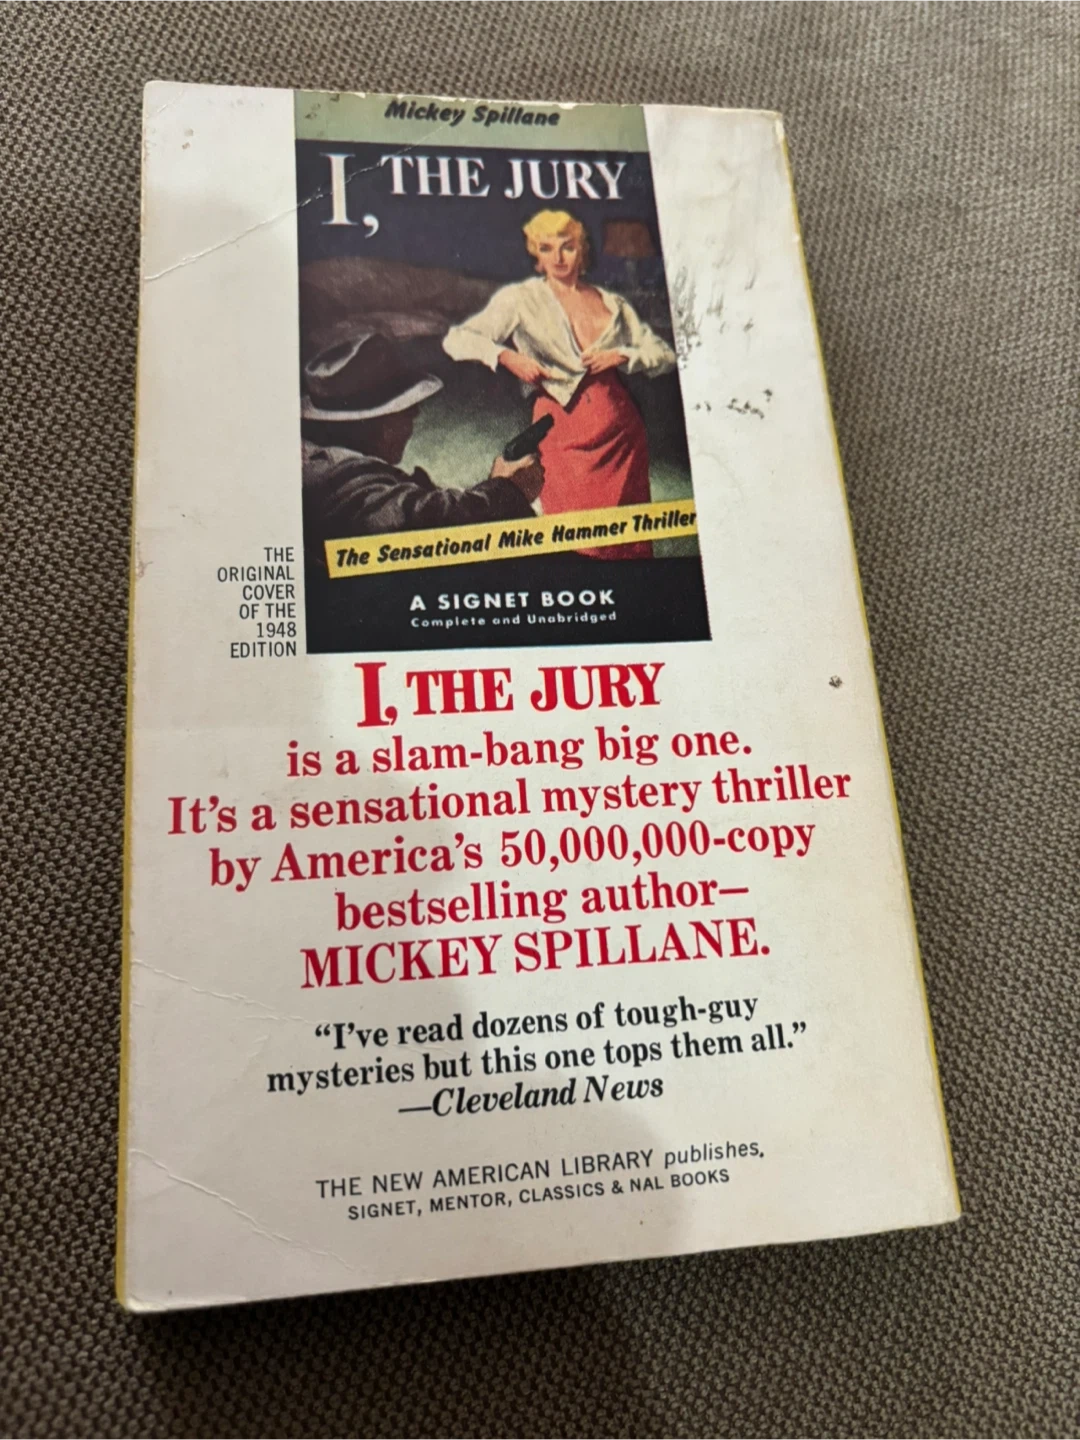 Mickey Spillane
I, THE JURY
The Sensational Mike Hammer Thriller
A SIGNET BOOK
Complete and Unabridged
THE
ORIGINAL
COVER
OF THE
1948
EDITION
I, THE JURY
is a slam-bang big one.
It's a sensational mystery thriller
by America's 50,000,000-copy
bestselling author—
MICKEY SPILLANE.
“I've read dozens of tough-guy
mysteries but this one tops them all.”
—Cleveland News
THE NEW AMERICAN LIBRARY publishes.
SIGNET, MENTOR, CLASSICS & NAL BOOKS